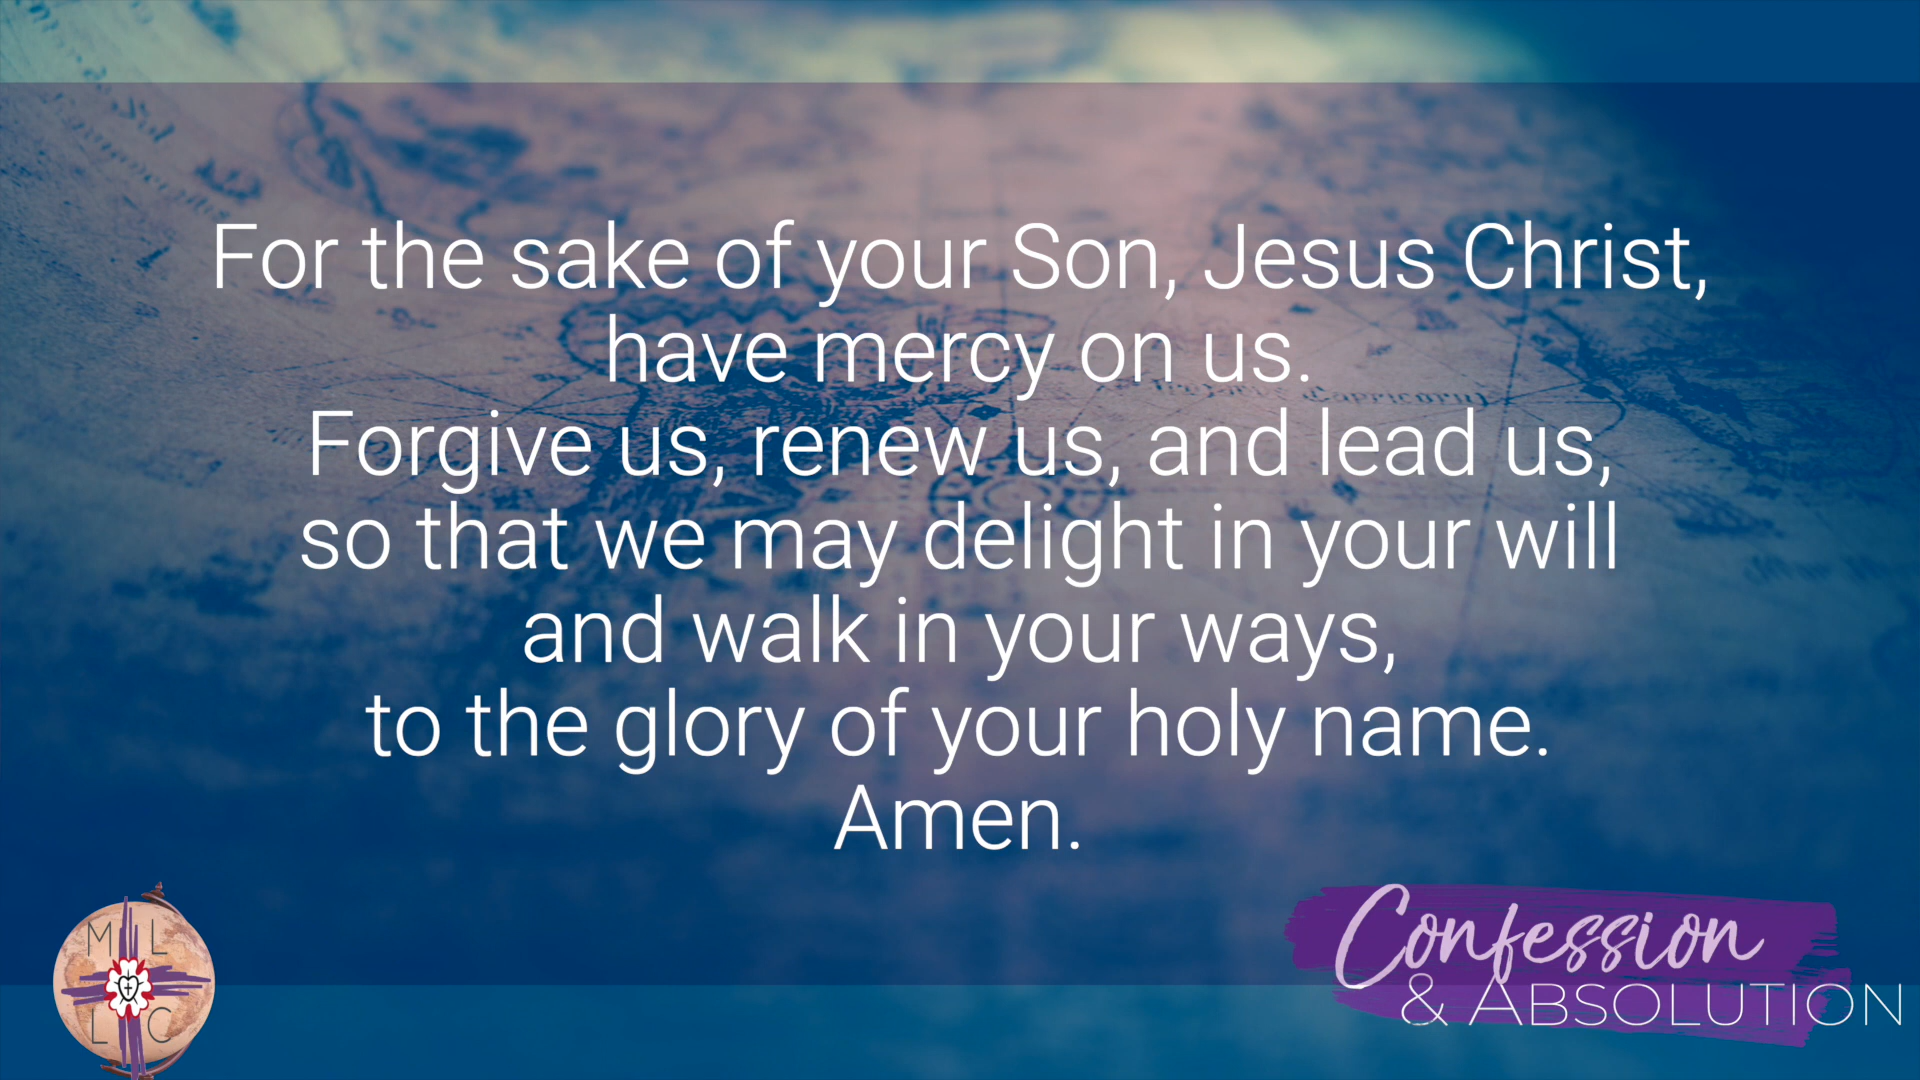 For the sake of your Son, Jesus Christ,
have mercy on us.
Forgive us, renew us, and lead us,
so that we may delight in your will
and walk in your ways,
to the glory of your holy name.
Amen.
Capricorni
M L
L C
Confession
& ABSOLUTION